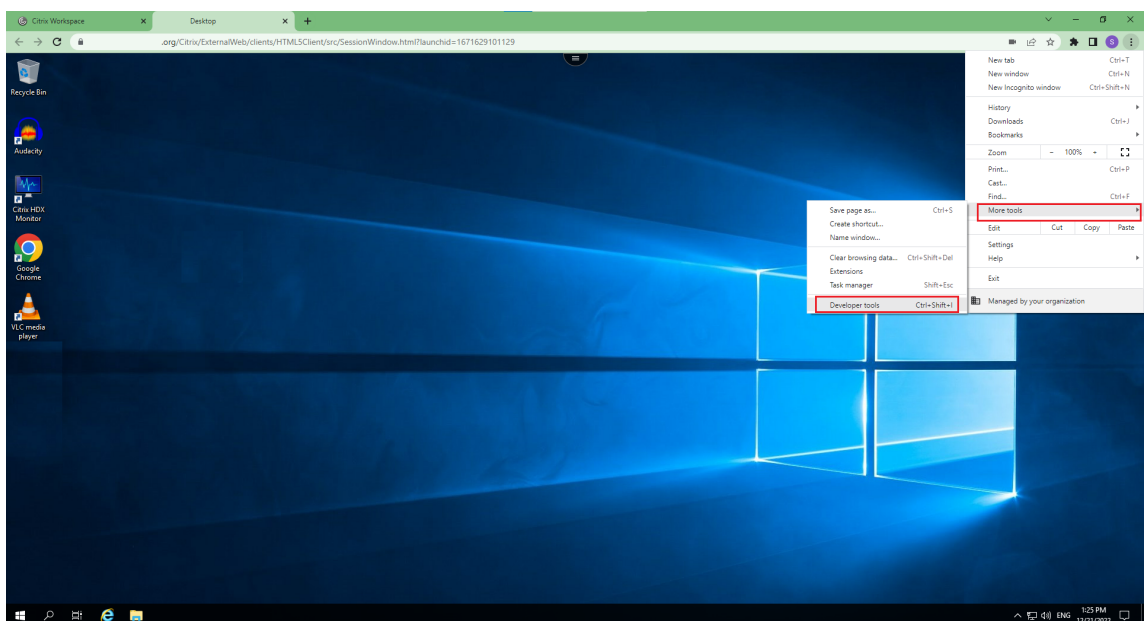 Citrix Workspace
Desktop
.org/Citrix/ExternalWeb/clients/HTML5Client/src/SessionWindow.html?launchid=1671629101129
S
Recycle Bin
Audacity
Citrix HDX
Monitor
Google
Chrome
VLC media
player
New tab Ctrl+T
New window Ctrl+N
New Incognito window Ctrl+Shift+N
History
Downloads Ctrl+J
Bookmarks
Zoom - 100% +
Print... Ctrl+P
Cast...
Find... Ctrl+F
More tools
Edit Cut Copy Paste
Settings
Help
Exit
Managed by your organization
Save page as... Ctrl+S
Create shortcut...
Name window...
Clear browsing data... Ctrl+Shift+Del
Extensions
Task manager Shift+Esc
Developer tools Ctrl+Shift+I
ENG
1:25 PM
12/21/2022